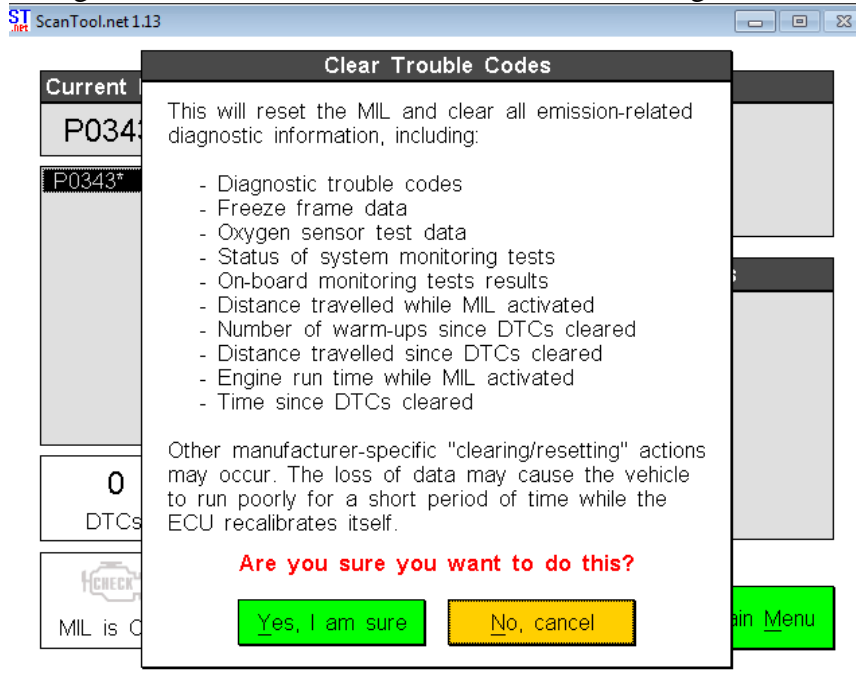 ST
.net
ScanTool.net 1.13
Clear Trouble Codes
Current
P0343
P0343*
This will reset the MIL and clear all emission-related
diagnostic information, including:
- Diagnostic trouble codes
- Freeze frame data
- Oxygen sensor test data
- Status of system monitoring tests
- On-board monitoring tests results
- Distance travelled while MIL activated
- Number of warm-ups since DTCs cleared
- Distance travelled since DTCs cleared
- Engine run time while MIL activated
- Time since DTCs cleared
Other manufacturer-specific "clearing/resetting" actions
may occur. The loss of data may cause the vehicle
to run poorly for a short period of time while the
ECU recalibrates itself.
Are you sure you want to do this?
Yes, I am sure
No, cancel
0
DTCs
CHECK
MIL is
Menu